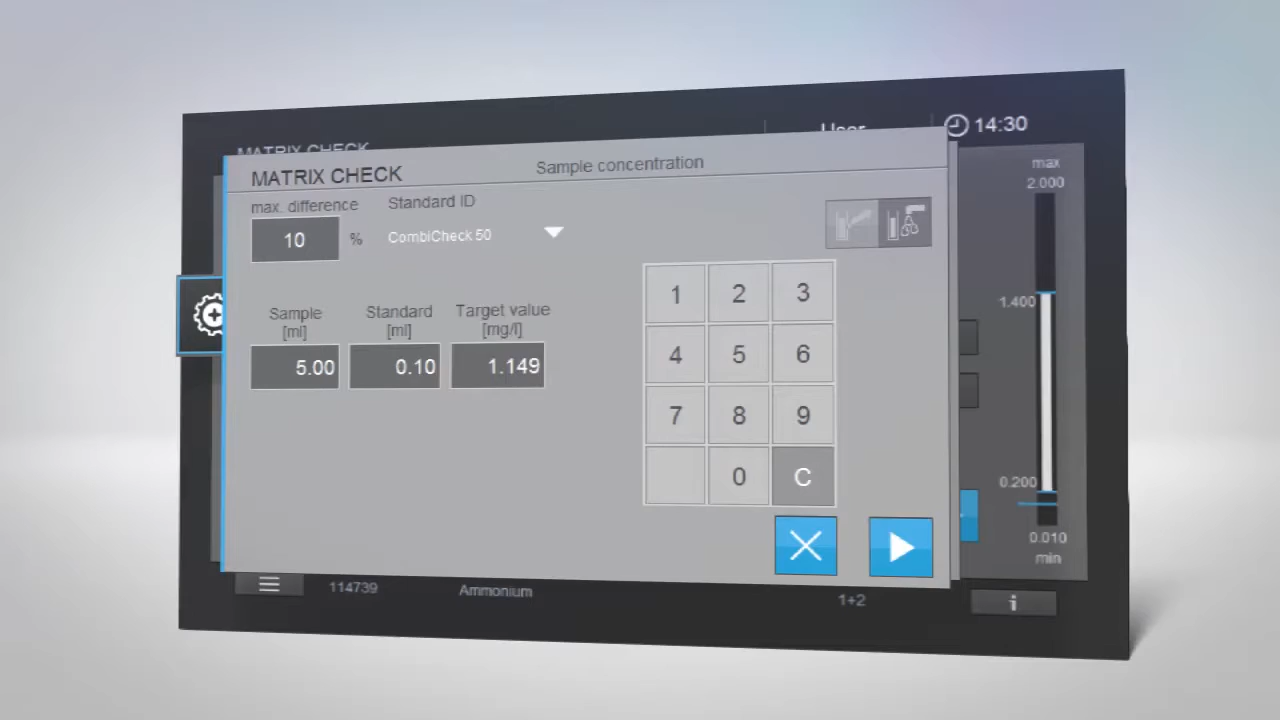 User
14:30
MATRIX CHECK
MATRIX CHECK
Sample concentration
max. difference
Standard ID
10
%
CombiCheck 50
Sample
[ml]
Standard
[ml]
Target value
[mg/l]
5.00
0.10
1.149
1
2
3
4
5
6
7
8
9
0
C
max
2.000
1.400
0.200
0.010
min
114739
Ammonium
1+2
i